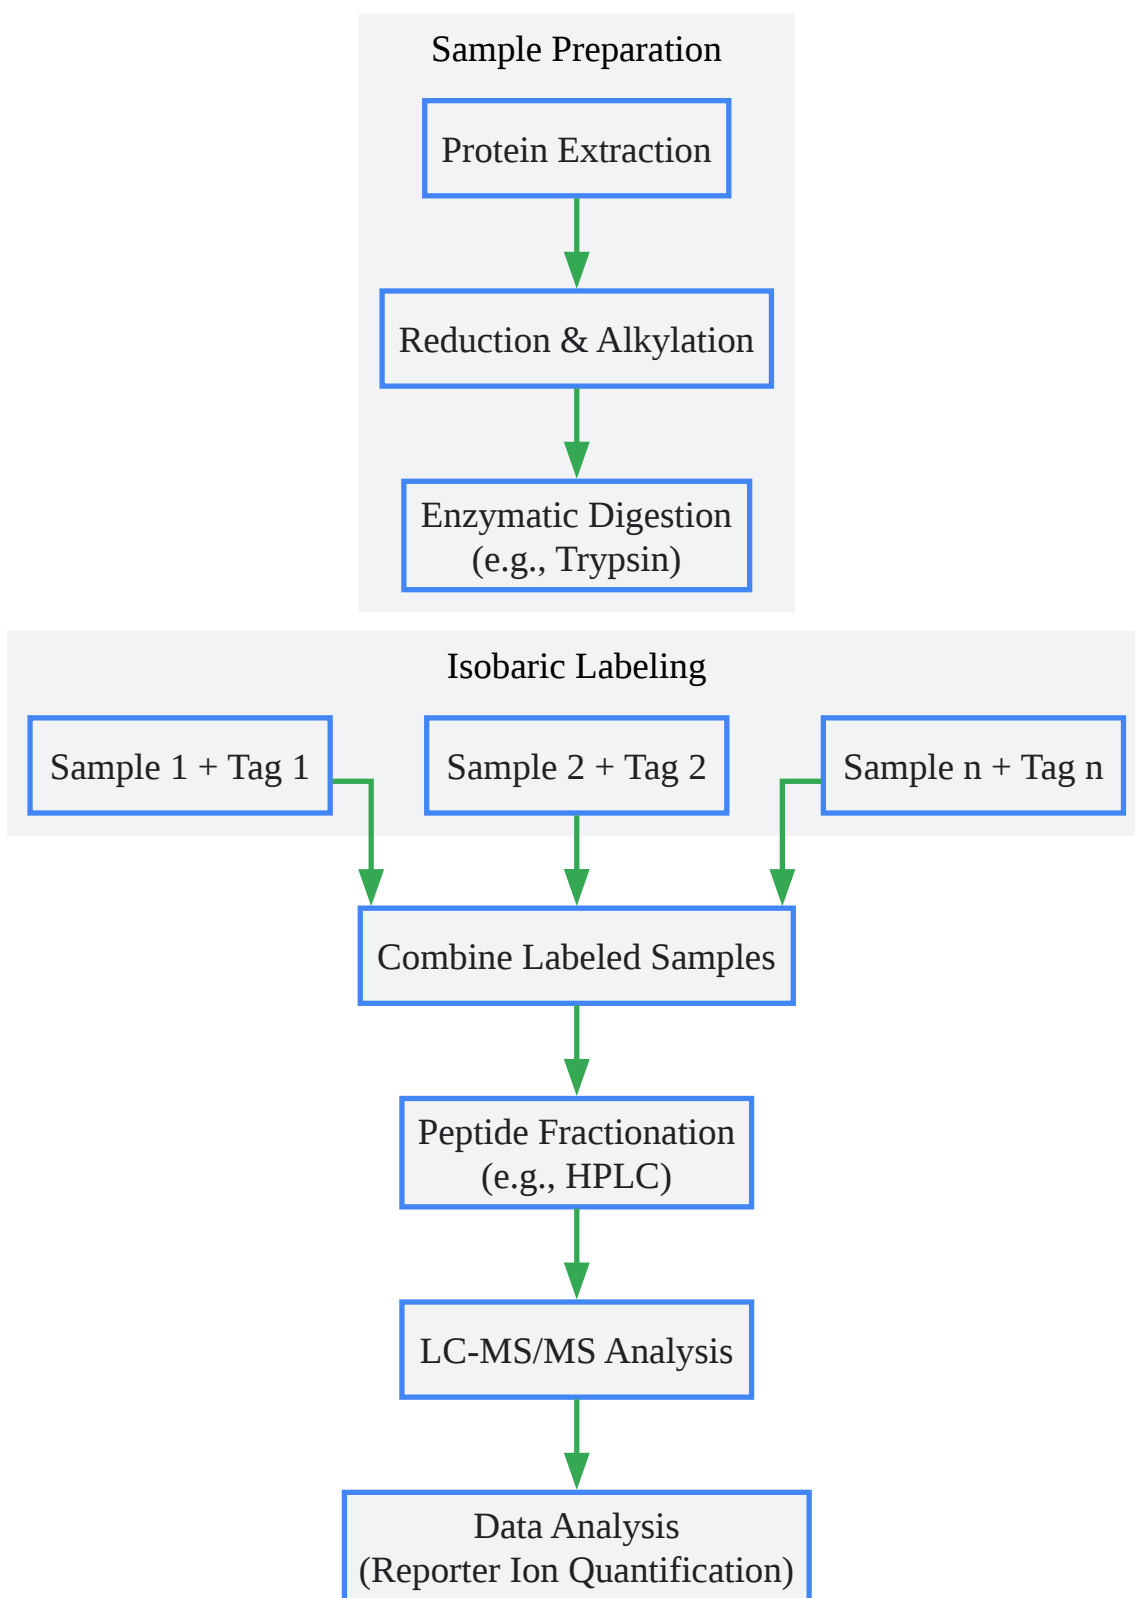 Sample Preparation
Protein Extraction
Reduction & Alkylation
Enzymatic Digestion
(e.g., Trypsin)
Isobaric Labeling
Sample 1 + Tag 1
Sample 2 + Tag 2
Sample n + Tag n
Combine Labeled Samples
Peptide Fractionation
(e.g., HPLC)
LC-MS/MS Analysis
Data Analysis
(Reporter Ion Quantification)